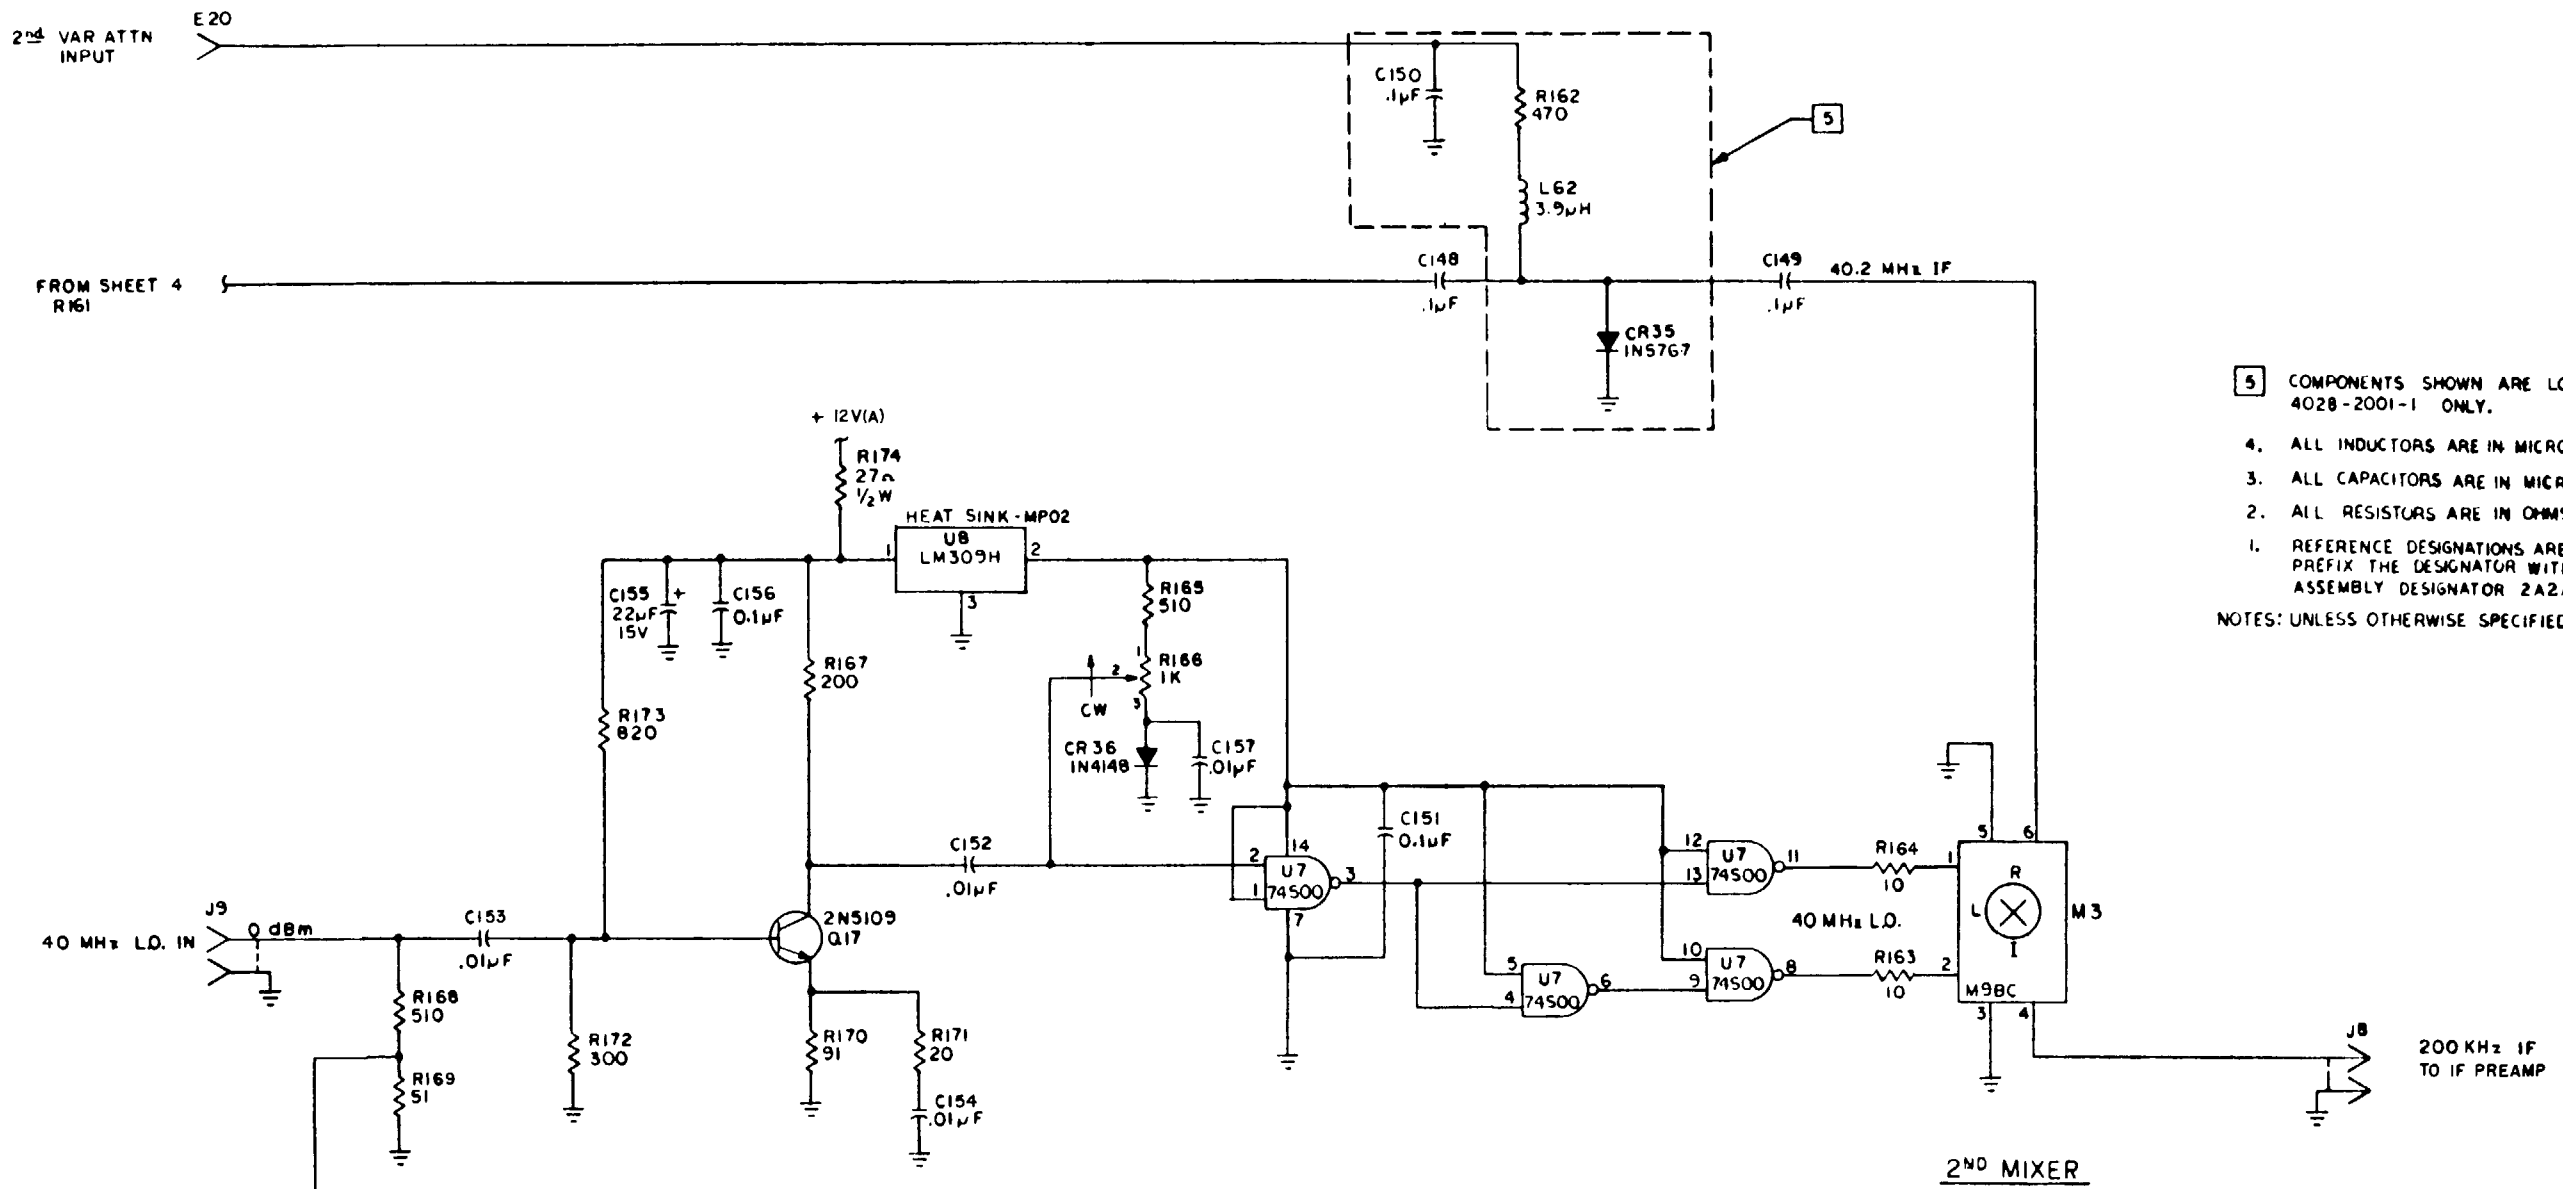 E20
2nd VAR ATTN
INPUT
C150
.1µF
R162
470
5
L62
3.9µH
FROM SHEET 4
R161
C148
.1µF
C149
.1µF
40.2 MHz IF
CR35
1N5767
5 COMPONENTS SHOWN ARE LO
4028-2001-1 ONLY.
4. ALL INDUCTORS ARE IN MICRO
3. ALL CAPACITORS ARE IN MICR
2. ALL RESISTORS ARE IN OHMS
1. REFERENCE DESIGNATIONS ARE
PREFIX THE DESIGNATOR WIT
ASSEMBLY DESIGNATOR 2A2
NOTES: UNLESS OTHERWISE SPECIFIED
+ 12V(A)
R174
27Ω
1/2 W
HEAT SINK-MP02
U8
LM309H
1
2
3
C155
22µF
15V
+
C156
0.1µF
R165
510
R167
200
R166
1K
1
2
3
CW
R173
820
CR36
1N4148
C157
.01µF
C151
0.1µF
C152
.01µF
2
1
14
7
U7
74S00
3
12
13
U7
74S00
11
R164
10
40 MHz L.O.
5
4
U7
74S00
6
10
9
U7
74S00
8
R163
10
5
6
1
2
3
4
R
L
I
M9BC
M3
J9
0 dBm
40 MHz L.O. IN
C153
.01µF
2N5109
Q17
R168
510
R169
51
R172
300
R170
91
R171
20
C154
.01µF
J8
200 KHz IF
TO IF PREAMP
2ND MIXER